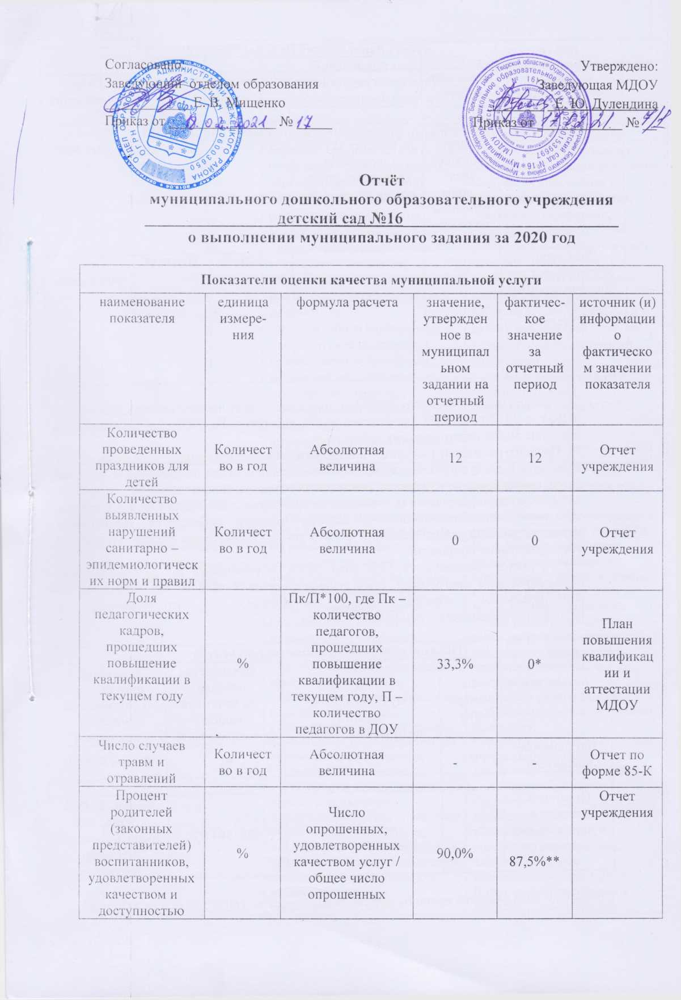 Согласовано
Заведующий отделом образования
Е. В. Мищенко
Приказ от .02.2021 № 17
Утверждено:
Заведующая МДОУ
Е. Ю. Дулендина
Приказ от 17.02.21 №
Отчёт
муниципального дошкольного образовательного учреждения
детский сад №16
о выполнении муниципального задания за 2020 год
Показатели оценки качества муниципальной услуги
наименование
показателя
единица
измере-
ния
формула расчета
значение,
утвержден
ное в
муниципал
ьном
задании на
отчетный
период
фактичес-
кое
значение
за
отчетный
период
источник (и)
информации
о
фактическо
м значении
показателя
Количество
проведенных
праздников для
детей
Количест
во в год
Абсолютная
величина
12
12
Отчет
учреждения
Количество
выявленных
нарушений
санитарно –
эпидемиологическ
их норм и правил
Количест
во в год
Абсолютная
величина
0
0
Отчет
учреждения
Доля
педагогических
кадров,
прошедших
повышение
квалификации в
текущем году
%
Пк/П*100, где Пк –
количество
педагогов,
прошедших
повышение
квалификации в
текущем году, П –
количество
педагогов в ДОУ
33,3%
0*
План
повышения
квалификац
ии и
аттестации
МДОУ
Число случаев
травм и
отравлений
Количест
во в год
Абсолютная
величина
-
-
Отчет по
форме 85-К
Процент
родителей
(законных
представителей)
воспитанников,
удовлетворенных
качеством и
доступностью
%
Число
опрошенных,
удовлетворенных
качеством услуг /
общее число
опрошенных
90,0%
87,5%**
Отчет
учреждения